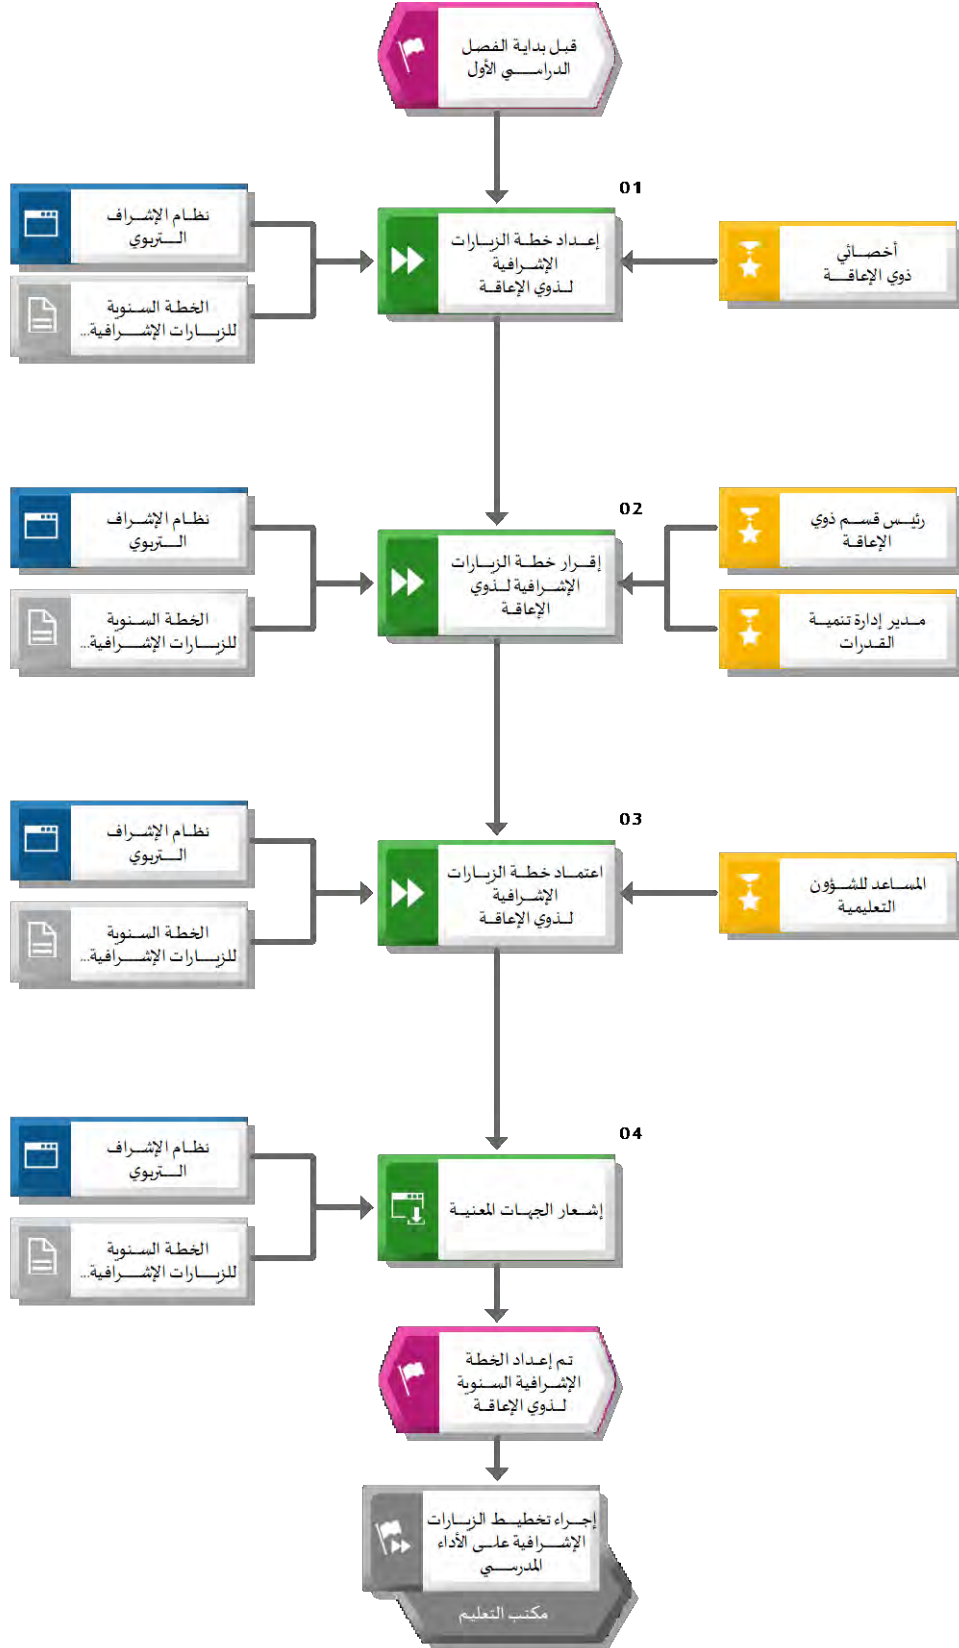 قبل بداية الفصل
الدراسي الأول
01
إعداد خطة الزيارات
الإشرافية
لذوي الإعاقة
أخصائي
ذوي الإعاقة
نظام الإشراف
التربوي
الخطة السنوية
للزيارات الإشرافية...
02
إقرار خطة الزيارات
الإشرافية لذوي
الإعاقة
رئيس قسم ذوي
الإعاقة
مدير إدارة تنمية
القدرات
نظام الإشراف
التربوي
الخطة السنوية
للزيارات الإشرافية...
03
اعتماد خطة الزيارات
الإشرافية
لذوي الإعاقة
المساعد للشؤون
التعليمية
نظام الإشراف
التربوي
الخطة السنوية
للزيارات الإشرافية...
04
إشعار الجهات المعنية
نظام الإشراف
التربوي
الخطة السنوية
للزيارات الإشرافية...
تم إعداد الخطة
الإشرافية السنوية
لذوي الإعاقة
إجراء تخطيط الزيارات
الإشرافية على الأداء
المدرسي
مكتب التعليم